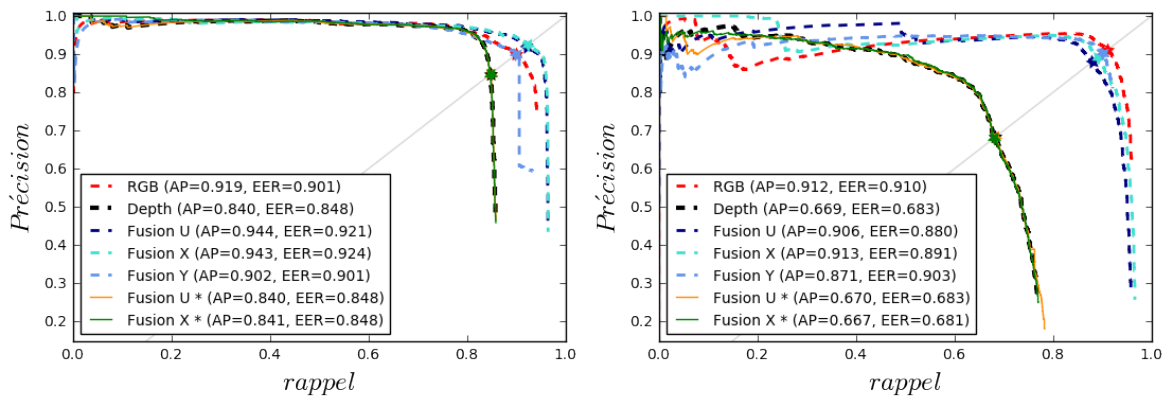 Précision
1.0
0.9
0.8
0.7
0.6
0.5
0.4
0.3
0.2
RGB (AP=0.919, EER=0.901)
Depth (AP=0.840, EER=0.848)
Fusion U (AP=0.944, EER=0.921)
Fusion X (AP=0.943, EER=0.924)
Fusion Y (AP=0.902, EER=0.901)
Fusion U * (AP=0.840, EER=0.848)
Fusion X * (AP=0.841, EER=0.848)
0.0 0.2 0.4 0.6 0.8 1.0
rappel
Précision
1.0
0.9
0.8
0.7
0.6
0.5
0.4
0.3
0.2
RGB (AP=0.912, EER=0.910)
Depth (AP=0.669, EER=0.683)
Fusion U (AP=0.906, EER=0.880)
Fusion X (AP=0.913, EER=0.891)
Fusion Y (AP=0.871, EER=0.903)
Fusion U * (AP=0.670, EER=0.683)
Fusion X * (AP=0.667, EER=0.681)
0.0 0.2 0.4 0.6 0.8 1.0
rappel